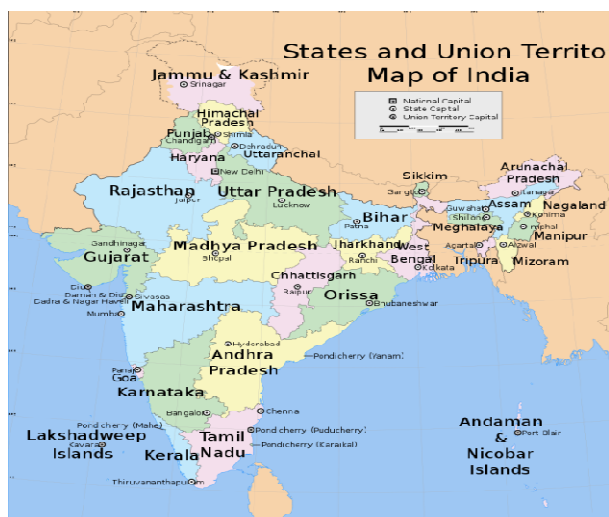 States and Union Territo
Map of India
National Capital
State Capital
Union Territory Capital
Jammu & Kashmir
Srinagar
Himachal
Pradesh
Shimla
Punjab
Chandigarh
Dehradun
Uttaranchal
Haryana
New Delhi
Rajasthan
Jaipur
Uttar Pradesh
Lucknow
Sikkim
Arunachal
Pradesh
Itanagar
Assam
Nagaland
Kohima
Shillong
Meghalaya
Manipur
Bihar
Patna
Gandhinagar
Gujarat
Madhya Pradesh
Bhopal
Jharkhand
Ranchi
West
Bengal
Kolkata
Agartala
Tripura
Aizwal
Mizoram
Chhattisgarh
Raipur
Orissa
Bhubaneshwar
Diu
Daman & Diu
Dadra & Nagar Haveli
Silvassa
Maharashtra
Mumbai
Hyderabad
Andhra
Pradesh
Pondicherry (Yanam)
Panaji
Goa
Karnataka
Bangalore
Chennai
Pondicherry (Mahe)
Pondicherry (Puducherry)
Pondicherry (Karaikal)
Lakshadweep
Islands
Kavaratti
Kerala
Tamil
Nadu
Thiruvananthapuram
Andaman
&
Nicobar
Islands
Port Blair